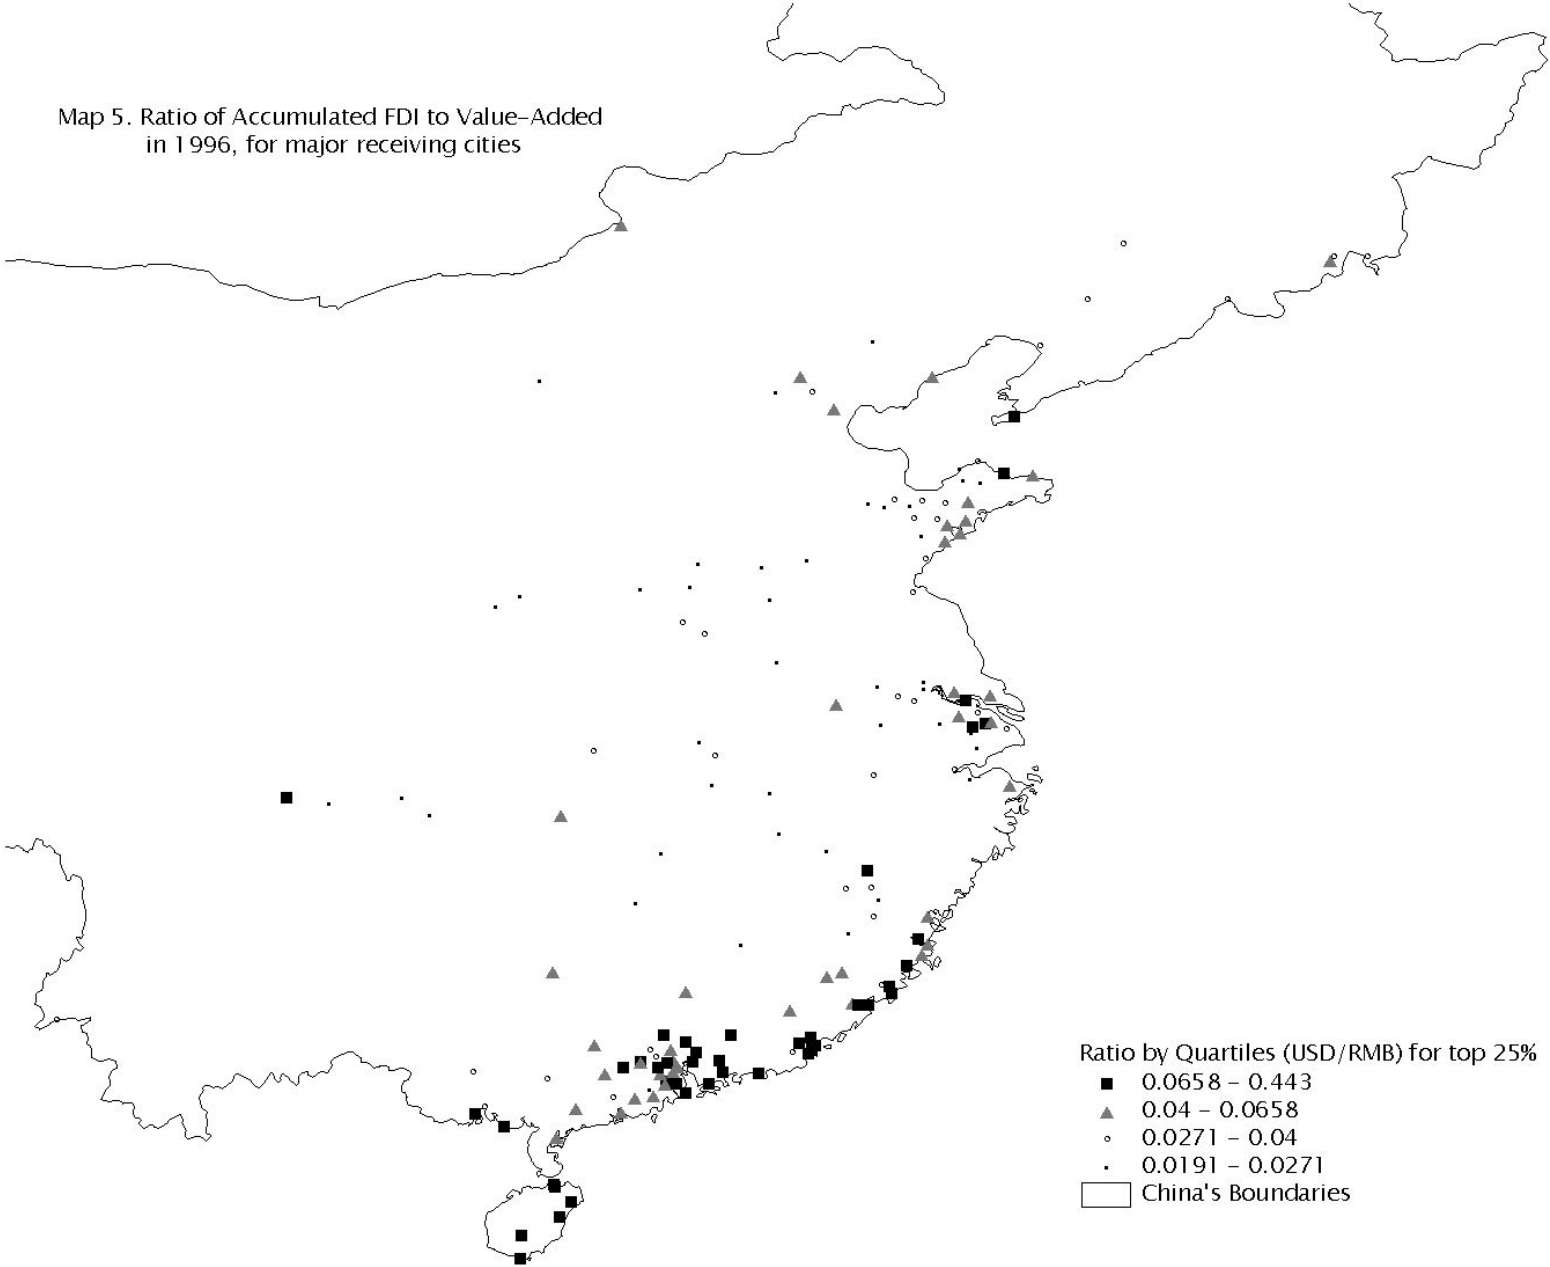 Map 5. Ratio of Accumulated FDI to Value-Added
in 1996, for major receiving cities
Ratio by Quartiles (USD/RMB) for top 25%
0.0658 - 0.443
0.04 - 0.0658
0.0271 - 0.04
0.0191 - 0.0271
China's Boundaries